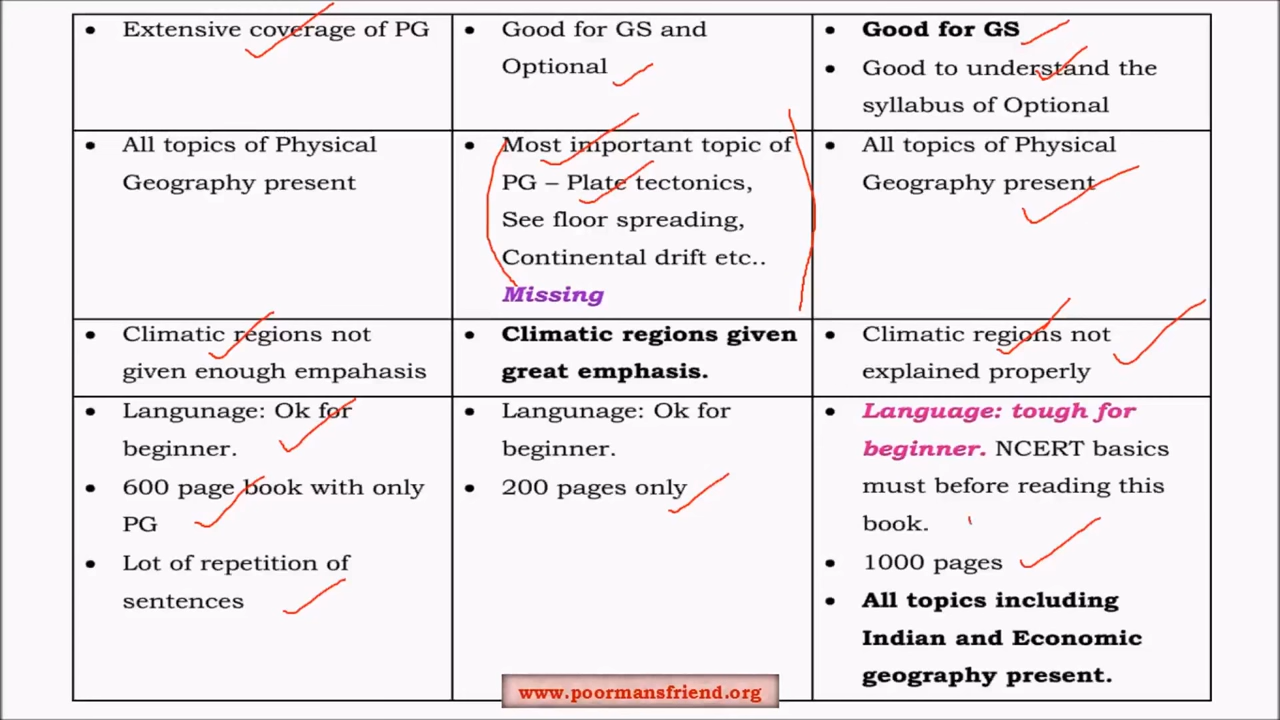 • Extensive coverage of PG
• Good for GS and
Optional
• Good for GS
• Good to understand the
syllabus of Optional
• All topics of Physical
Geography present
• Most important topic of
PG – Plate tectonics,
See floor spreading,
Continental drift etc..
Missing
• All topics of Physical
Geography present
• Climatic regions not
given enough empahasis
• Climatic regions given
great emphasis.
• Climatic regions not
explained properly
• Langunage: Ok for
beginner.
• 600 page book with only
PG
• Lot of repetition of
sentences
• Langunage: Ok for
beginner.
• 200 pages only
• Language: tough for
beginner. NCERT basics
must before reading this
book.
• 1000 pages
• All topics including
Indian and Economic
geography present.
www.poormansfriend.org